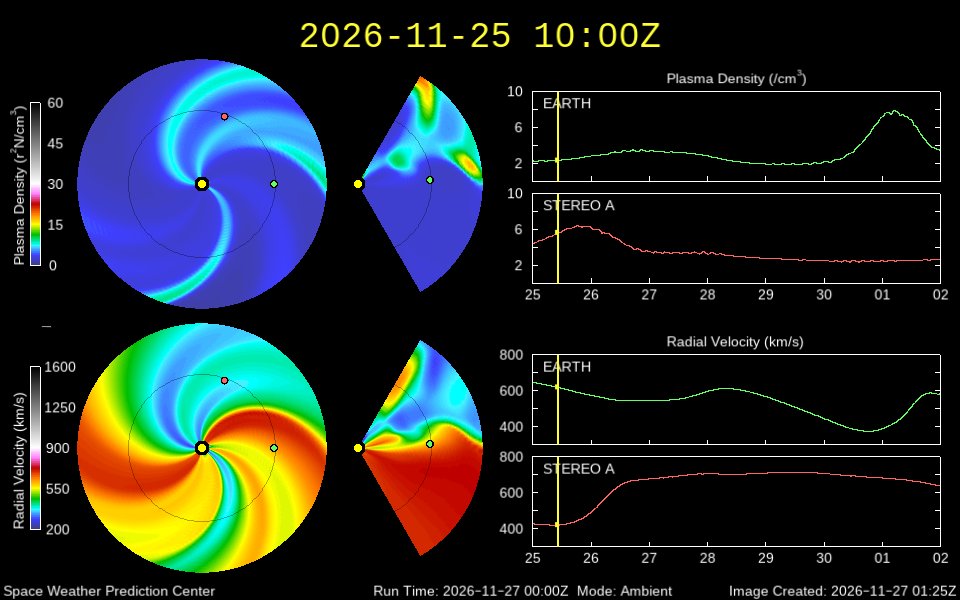 2026-11-25 10:00Z
Plasma Density (r²N/cm³)
60
45
30
15
0
Plasma Density (/cm³)
EARTH
10
6
2
STEREO A
10
6
2
25 26 27 28 29 30 01 02
Radial Velocity (km/s)
1600
1250
900
550
200
Radial Velocity (km/s)
EARTH
800
600
400
STEREO A
800
600
400
25 26 27 28 29 30 01 02
Space Weather Prediction Center Run Time: 2026-11-27 00:00Z Mode: Ambient Image Created: 2026-11-27 01:25Z